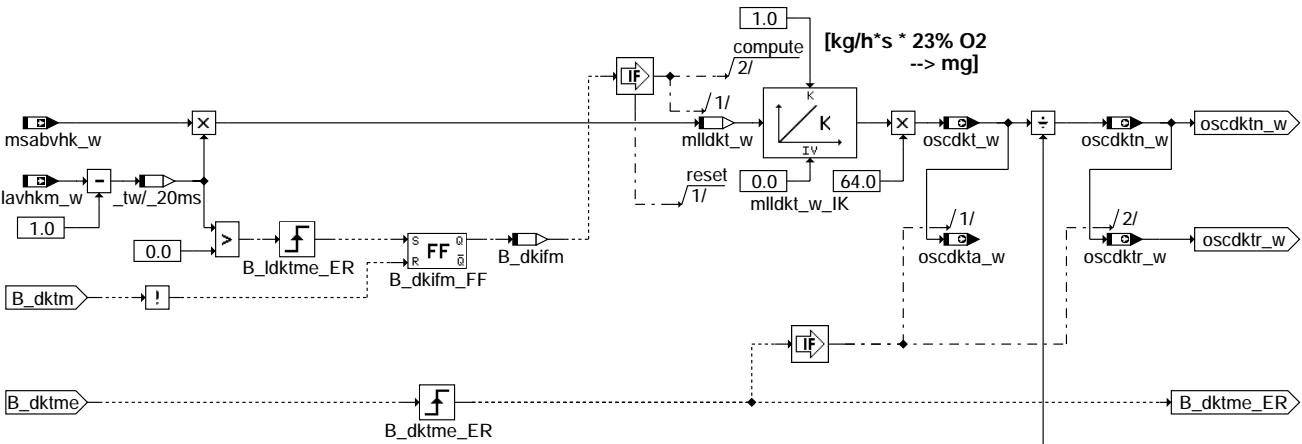 1.0
[kg/h*s * 23% O2
--> mg]
compute
2/
IF
1/
K
K
IV
msabvhk_w
mlldkt_w
oscdkt_w
oscdktn_w
oscdktn_w
reset
1/
0.0
64.0
mlldkt_w_IK
lavhkm_w
_tw/_20ms
1.0
0.0
>
B_ldktme_ER
S
Q
R
Q
FF
B_dkifm_FF
B_dkifm
1/
2/
oscdkta_w
oscdktr_w
oscdktr_w
B_dktm
!
IF
B_dktme
B_dktme_ER
B_dktme_ER